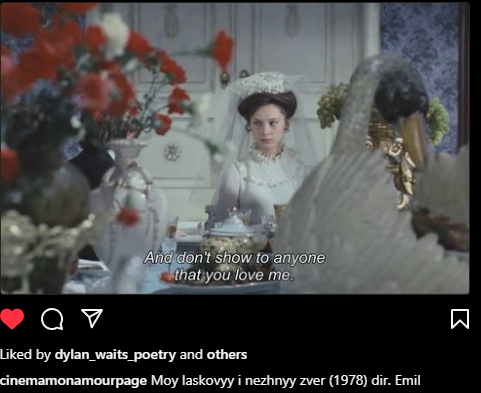 And don't show to anyone
that you love me.
Liked by dylan_waits_poetry and others
cinemamonamourpage Moy laskovyy i nezhnyy zver (1978) dir. Emil